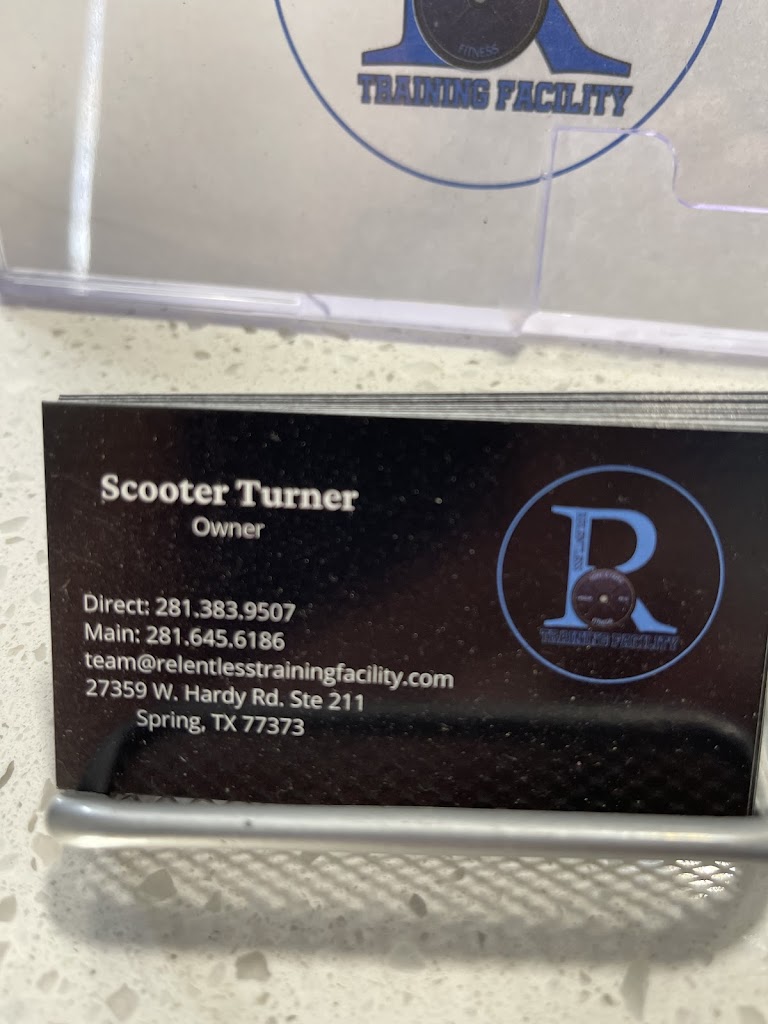 R
FITNESS
TRAINING FACILITY
Scooter Turner
Owner
Direct: 281.383.9507
Main: 281.645.6186
team@relentlesstrainingfacility.com
27359 W. Hardy Rd. Ste 211
Spring, TX 77373
R
TRAINING FACILITY